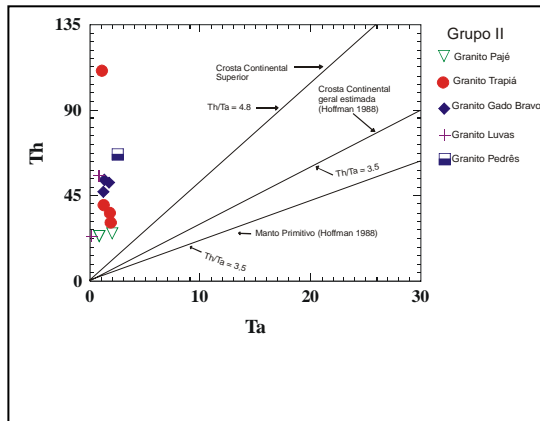 135
90
45
0
Th
0
10
20
30
Ta
Crosta Continental
Superior
Th/Ta = 4.8
Crosta Continental
geral estimada
(Hoffman 1988)
Th/Ta = 3.5
Manto Primitivo (Hoffman 1988)
Th/Ta = 3,5
Grupo II
Granito Pajé
Granito Trapiá
Granito Gado Bravo
Granito Luvas
Granito Pedrês